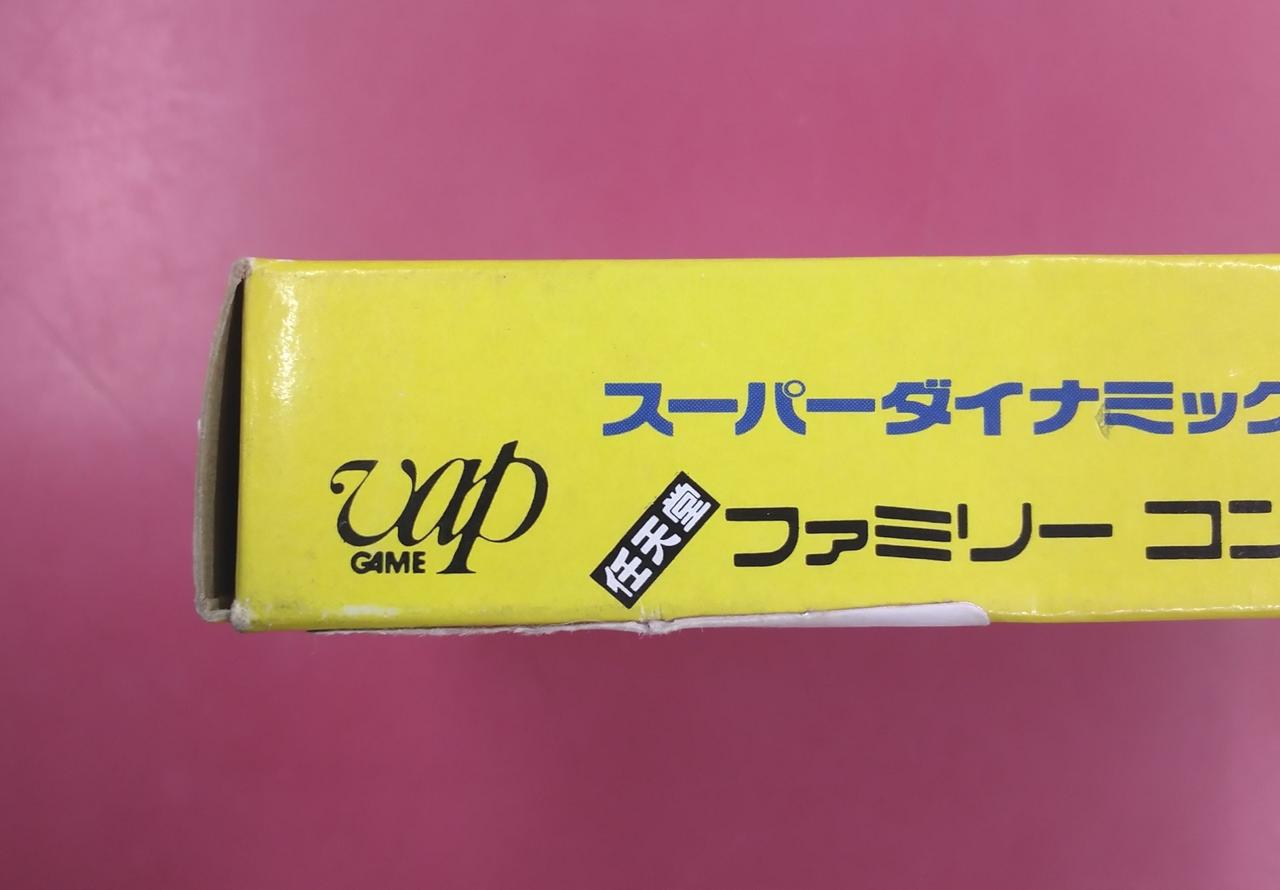 スーパーダイナミック
vap
GAME
任天堂
ファミリー コン